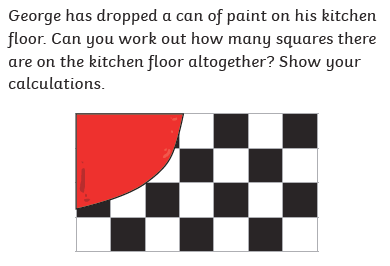 George has dropped a can of paint on his kitchen
floor. Can you work out how many squares there
are on the kitchen floor altogether? Show your
calculations.